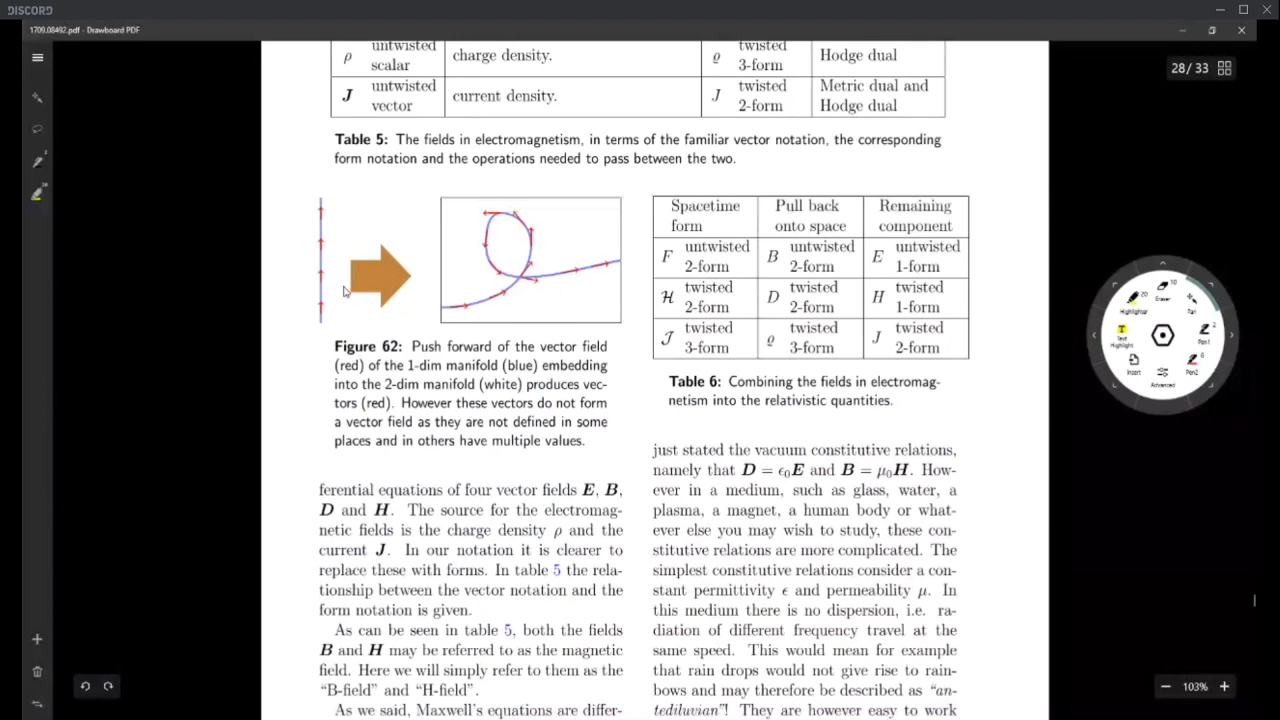 DISCORD
1709.08492.pdf - Drawboard PDF
28/ 33
ρ untwisted scalar charge density. ϱ twisted 3-form Hodge dual
J untwisted vector current density. J twisted 2-form Metric dual and Hodge dual
Table 5: The fields in electromagnetism, in terms of the familiar vector notation, the corresponding
form notation and the operations needed to pass between the two.
Figure 62: Push forward of the vector field
(red) of the 1-dim manifold (blue) embedding
into the 2-dim manifold (white) produces vec-
tors (red). However these vectors do not form
a vector field as they are not defined in some
places and in others have multiple values.
ferential equations of four vector fields E, B,
D and H. The source for the electromag-
netic fields is the charge density ρ and the
current J. In our notation it is clearer to
replace these with forms. In table 5 the rela-
tionship between the vector notation and the
form notation is given.
As can be seen in table 5, both the fields
B and H may be referred to as the magnetic
field. Here we will simply refer to them as the
“B-field” and “H-field”.
As we said, Maxwell’s equations are differ-
Spacetime form Pull back onto space Remaining component
F untwisted 2-form B untwisted 2-form E untwisted 1-form
ℋ twisted 2-form D twisted 2-form H twisted 1-form
𝒥 twisted 3-form ϱ twisted 3-form J twisted 2-form
Table 6: Combining the fields in electromag-
netism into the relativistic quantities.
just stated the vacuum constitutive relations,
namely that D = ϵ0E and B = μ0H. How-
ever in a medium, such as glass, water, a
plasma, a magnet, a human body or what-
ever else you may wish to study, these con-
stitutive relations are more complicated. The
simplest constitutive relations consider a con-
stant permittivity ϵ and permeability μ. In
this medium there is no dispersion, i.e. ra-
diation of different frequency travel at the
same speed. This would mean for example
that rain drops would not give rise to rain-
bows and may therefore be described as “an-
tediluvian”! They are however easy to work
Highlighter
Eraser
Pan
Text Highlight
Pen1
Insert
Pen2
Advanced
103%